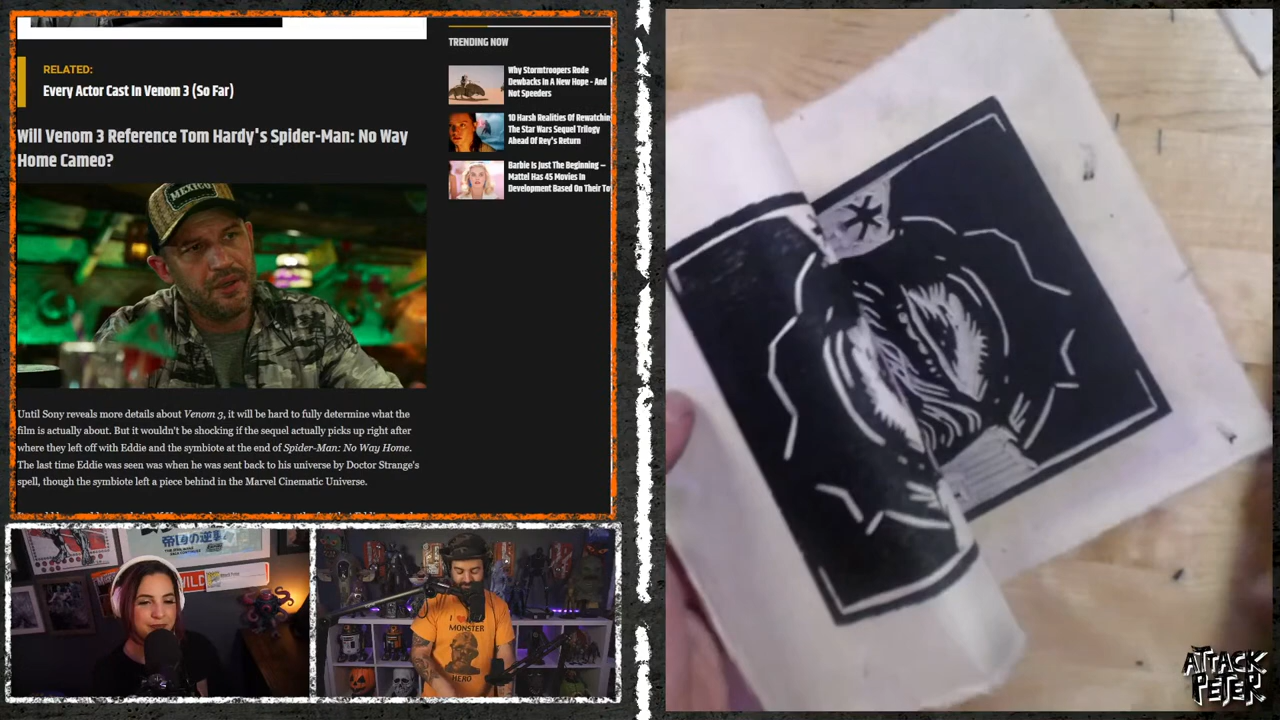 RELATED:
Every Actor Cast In Venom 3 (So Far)
Will Venom 3 Reference Tom Hardy's Spider-Man: No Way
Home Cameo?
MEXICO
Until Sony reveals more details about Venom 3, it will be hard to fully determine what the
film is actually about. But it wouldn't be shocking if the sequel actually picks up right after
where they left off with Eddie and the symbiote at the end of Spider-Man: No Way Home.
The last time Eddie was seen was when he was sent back to his universe by Doctor Strange's
spell, though the symbiote left a piece behind in the Marvel Cinematic Universe.
TRENDING NOW
Why Stormtroopers Rode
Dewbacks In A New Hope - And
Not Speeders
10 Harsh Realities Of Rewatching
The Star Wars Sequel Trilogy
Ahead Of Rey's Return
Barbie Is Just The Beginning —
Mattel Has 45 Movies In
Development Based On Their
帝国の逆襲
WILD
I
MONSTER
HERO
ATTACK
PETER